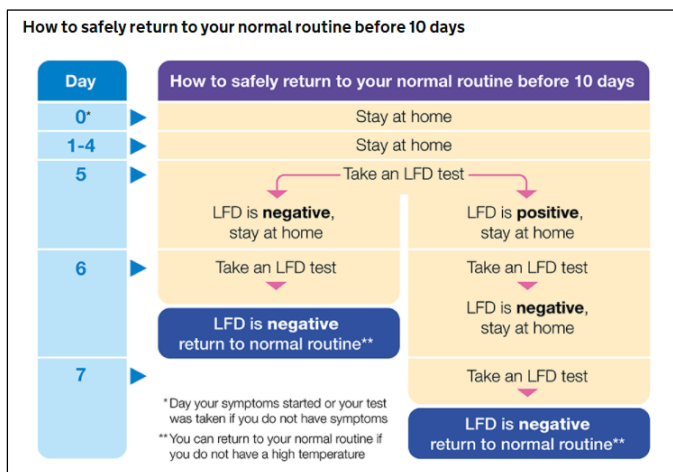 How to safely return to your normal routine before 10 days
Day
How to safely return to your normal routine before 10 days
0*
Stay at home
1-4
Stay at home
5
Take an LFD test
LFD is negative,
stay at home
LFD is positive,
stay at home
6
Take an LFD test
LFD is negative
return to normal routine**
Take an LFD test
LFD is negative,
stay at home
7
Take an LFD test
LFD is negative
return to normal routine**
*Day your symptoms started or your test
was taken if you do not have symptoms
**You can return to your normal routine if
you do not have a high temperature